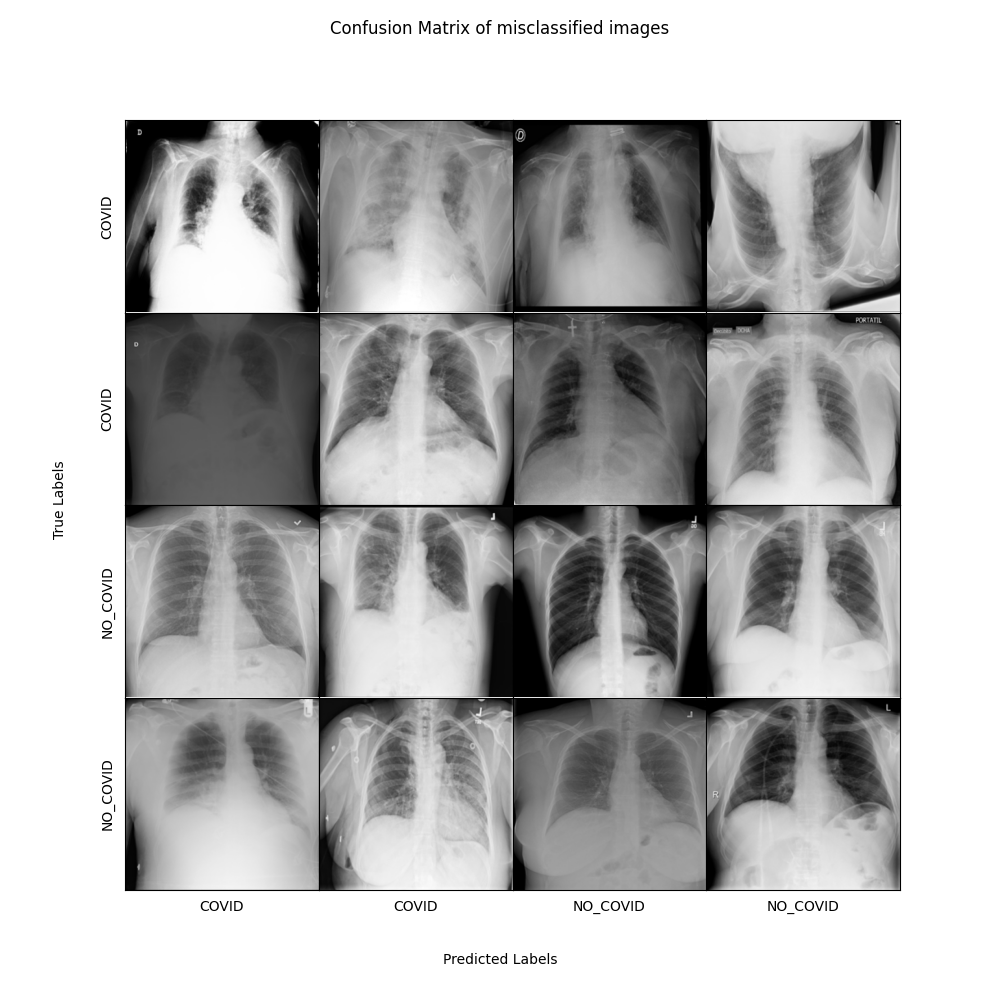 Confusion Matrix of misclassified images
D
D
COVID
D
PORTATIL
COVID
True Labels
NO_COVID
L
R
NO_COVID
COVID
COVID
NO_COVID
NO_COVID
Predicted Labels